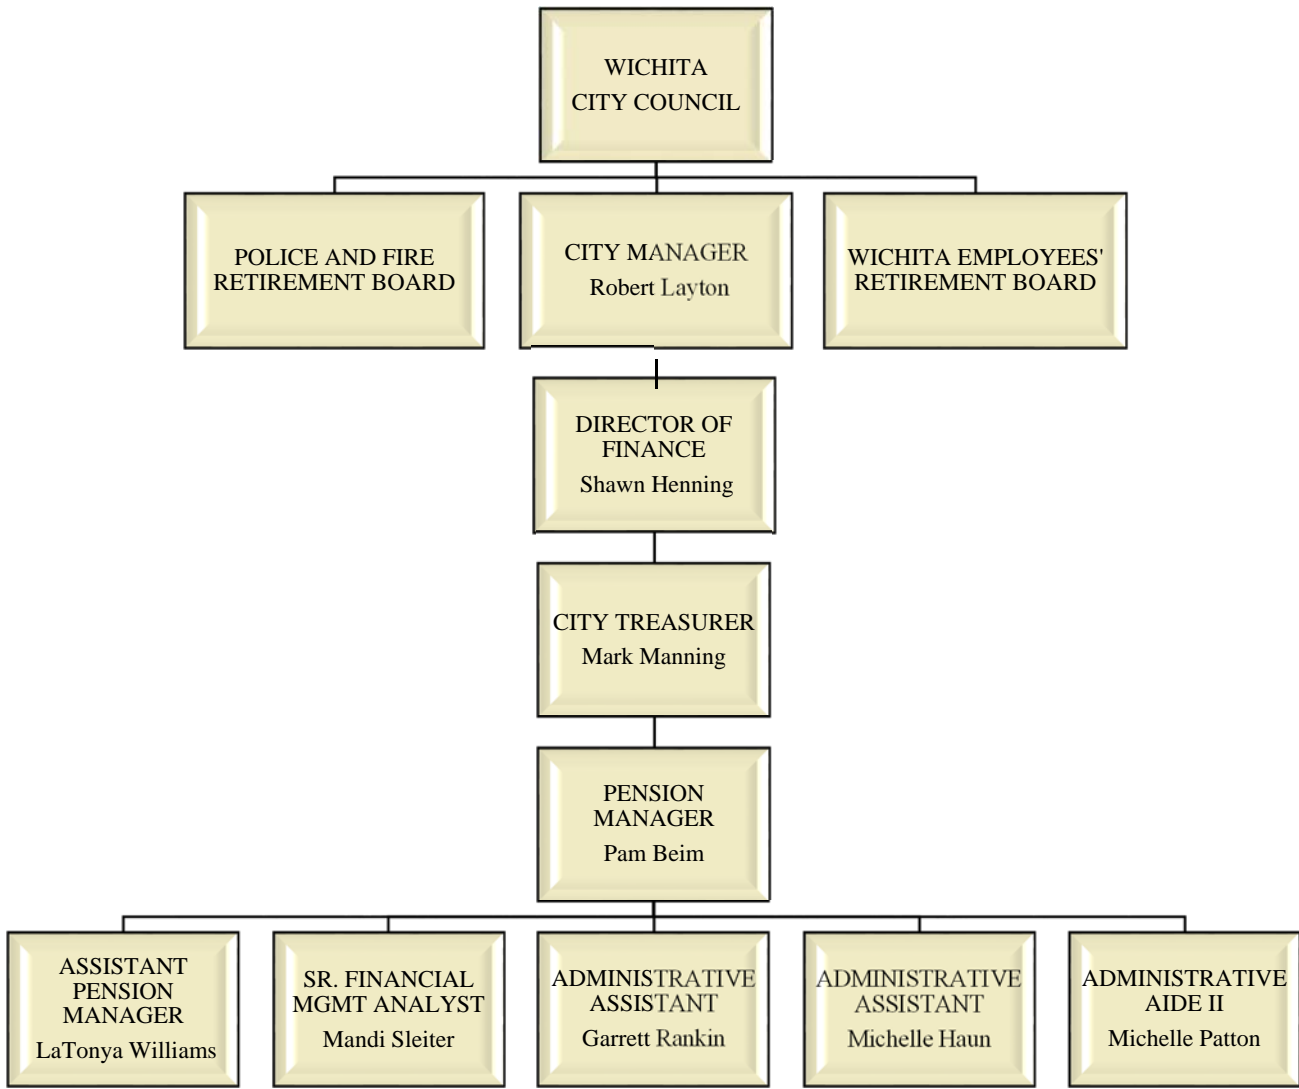 WICHITA
CITY COUNCIL
POLICE AND FIRE
RETIREMENT BOARD
CITY MANAGER
Robert Layton
WICHITA EMPLOYEES'
RETIREMENT BOARD
DIRECTOR OF
FINANCE
Shawn Henning
CITY TREASURER
Mark Manning
PENSION
MANAGER
Pam Beim
ASSISTANT
PENSION
MANAGER
LaTonya Williams
SR. FINANCIAL
MGMT ANALYST
Mandi Sleiter
ADMINISTRATIVE
ASSISTANT
Garrett Rankin
ADMINISTRATIVE
ASSISTANT
Michelle Haun
ADMINISTRATIVE
AIDE II
Michelle Patton